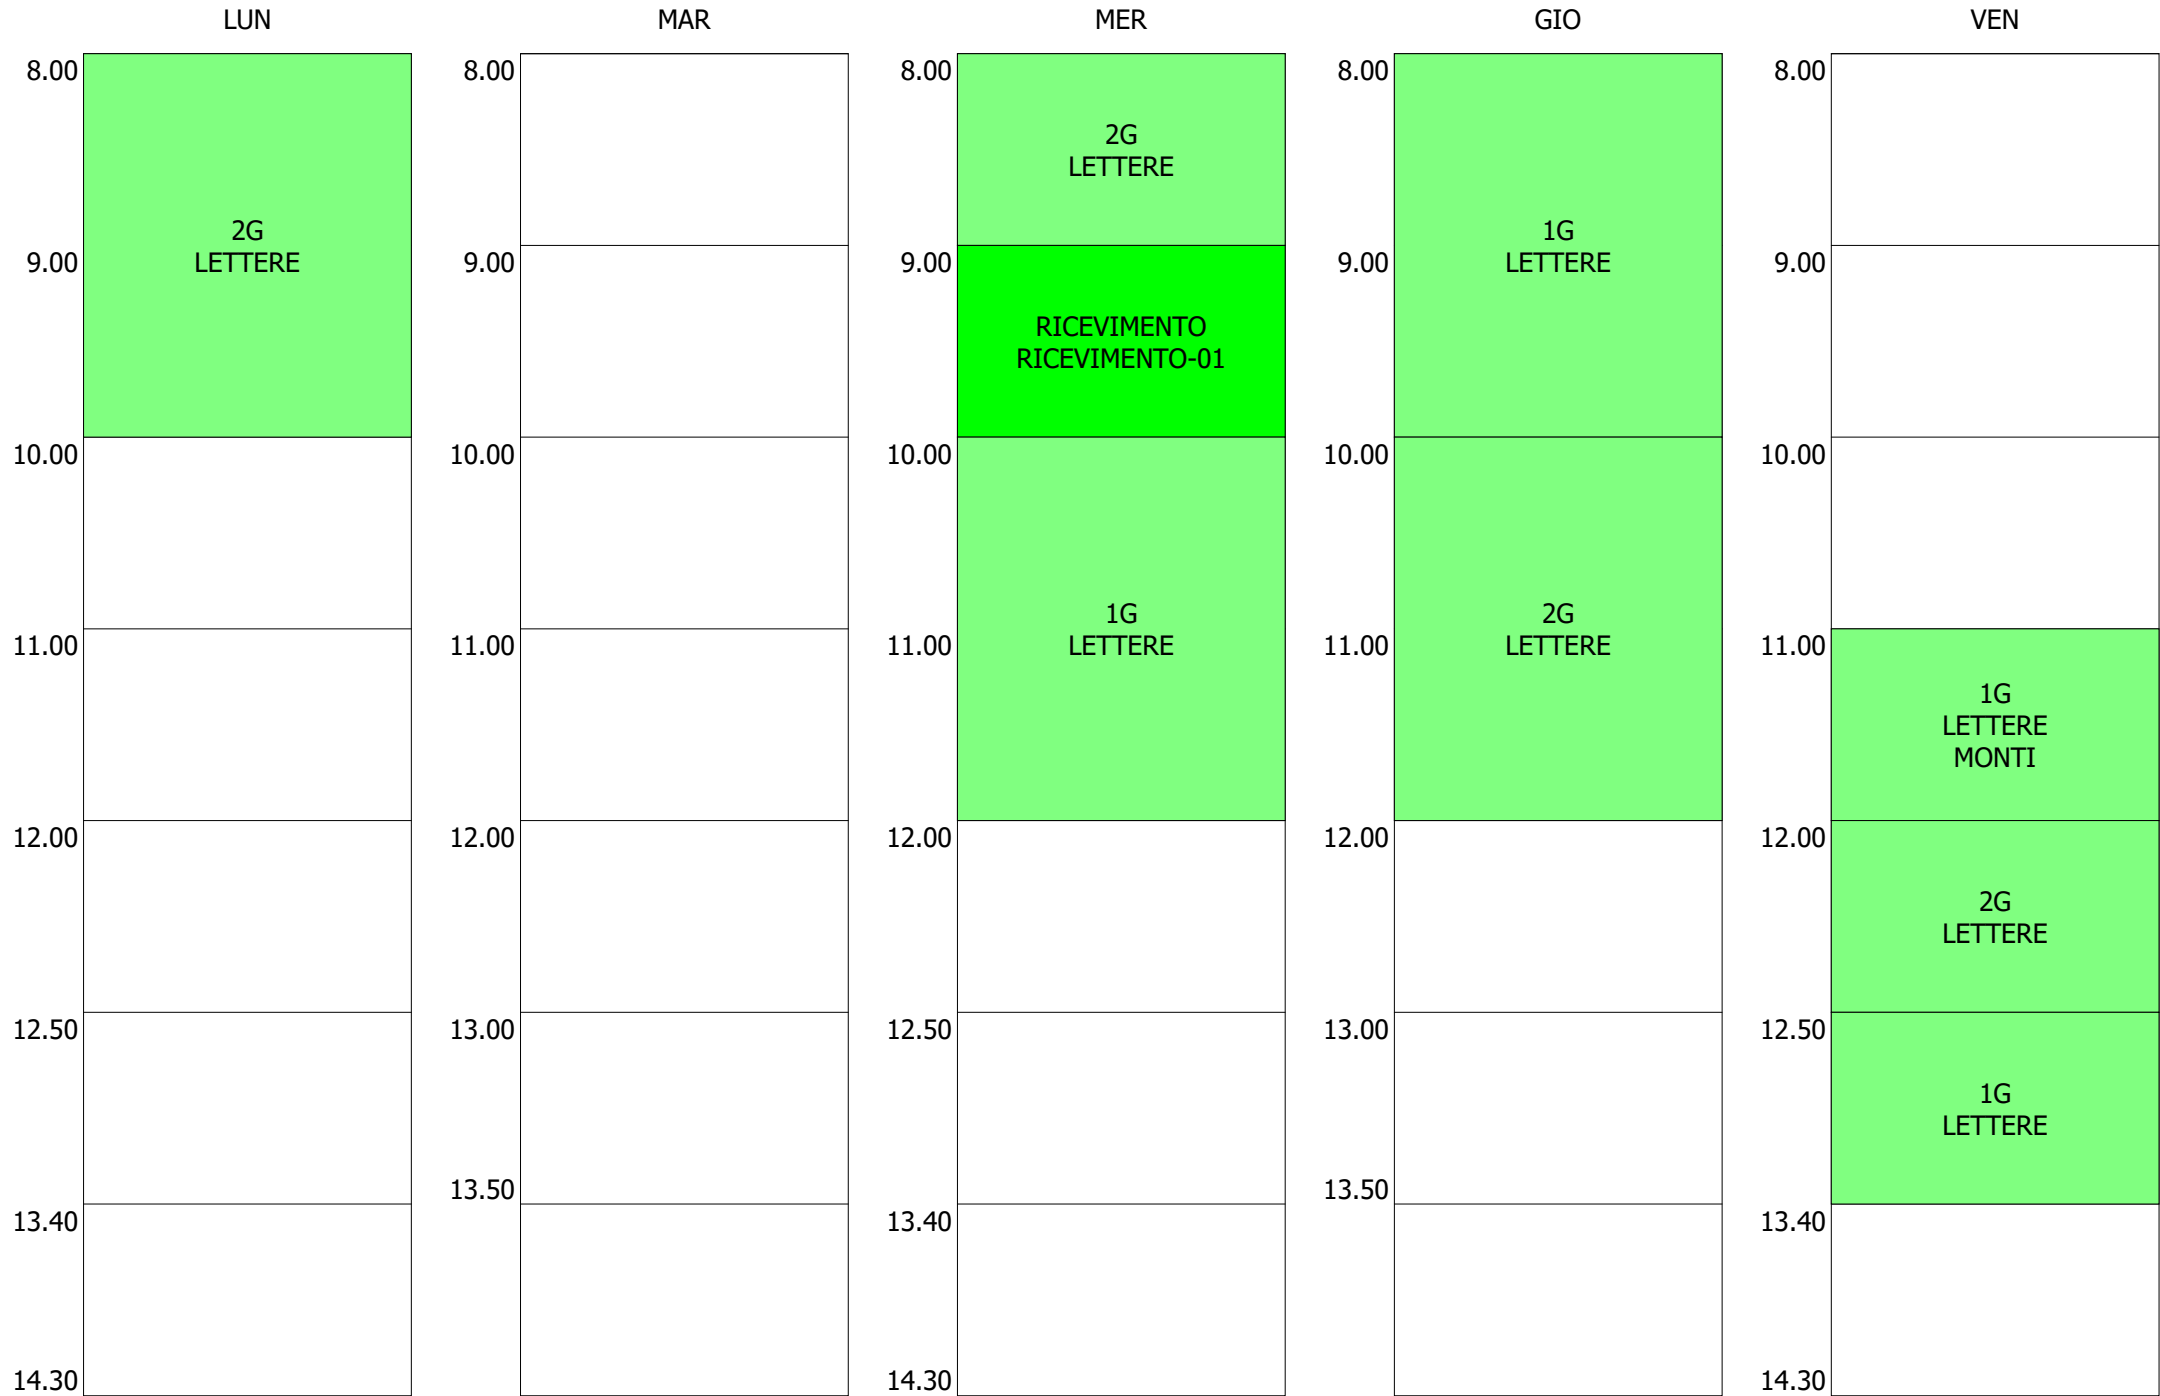 LUN
MAR
MER
GIO
VEN
8.00
2G
LETTERE
9.00
10.00
11.00
12.00
12.50
13.40
14.30
8.00
9.00
10.00
11.00
12.00
13.00
13.50
8.00
2G
LETTERE
9.00
RICEVIMENTO
RICEVIMENTO-01
10.00
1G
LETTERE
11.00
12.00
12.50
13.40
14.30
8.00
1G
LETTERE
9.00
10.00
2G
LETTERE
11.00
12.00
13.00
13.50
8.00
9.00
10.00
11.00
1G
LETTERE
MONTI
12.00
2G
LETTERE
12.50
1G
LETTERE
13.40
14.30